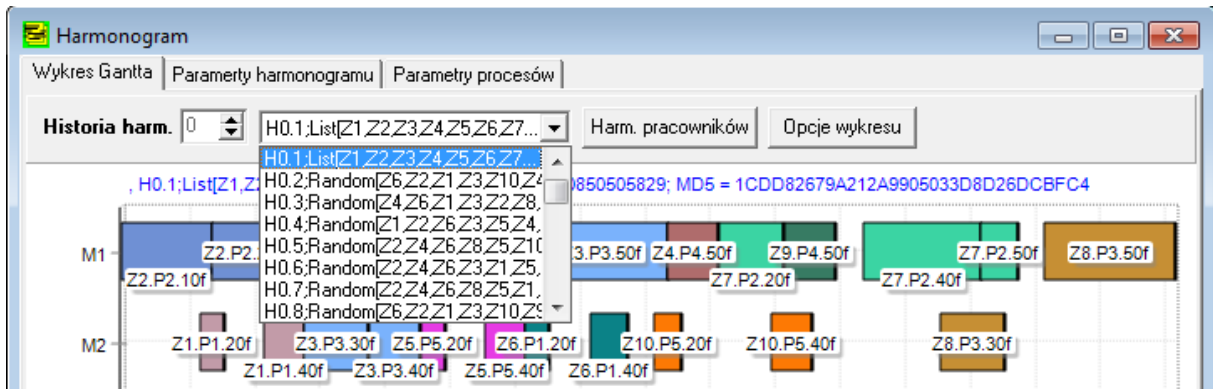 Harmonogram
Wykres Gantta Paramerty harmonogramu Parametry procesów
Historia harm. 0 H0.1;List[Z1,Z2,Z3,Z4,Z5,Z6,Z7... Harm. pracowników Opcje wykresu
H0.1;List[Z1,Z2,Z3,Z4,Z5,Z6,Z7...
H0.2;Random[Z6,Z2,Z1,Z3,Z10,Z4
H0.3;Random[Z4,Z6,Z1,Z3,Z2,Z8,
H0.4;Random[Z1,Z2,Z6,Z3,Z5,Z4,
H0.5;Random[Z2,Z4,Z6,Z8,Z5,Z10
H0.6;Random[Z2,Z4,Z6,Z3,Z1,Z5,
H0.7;Random[Z2,Z4,Z6,Z8,Z5,Z1,
H0.8;Random[Z6,Z2,Z1,Z3,Z10,Z9
, H0.1;List[Z1,Z2 0850505829; MD5 = 1CDD82679A212A9905033D8D26DCBFC4
M1 Z2.P2. 3.P3.50f Z4.P4.50f Z9.P4.50f Z7.P2.50f Z8.P3.50f
Z2.P2.10f Z7.P2.20f Z7.P2.40f
M2 Z1.P1.20f Z3.P3.30f Z5.P5.20f Z6.P1.20f Z10.P5.20f Z10.P5.40f Z8.P3.30f
Z1.P1.40f Z3.P3.40f Z5.P5.40f Z6.P1.40f